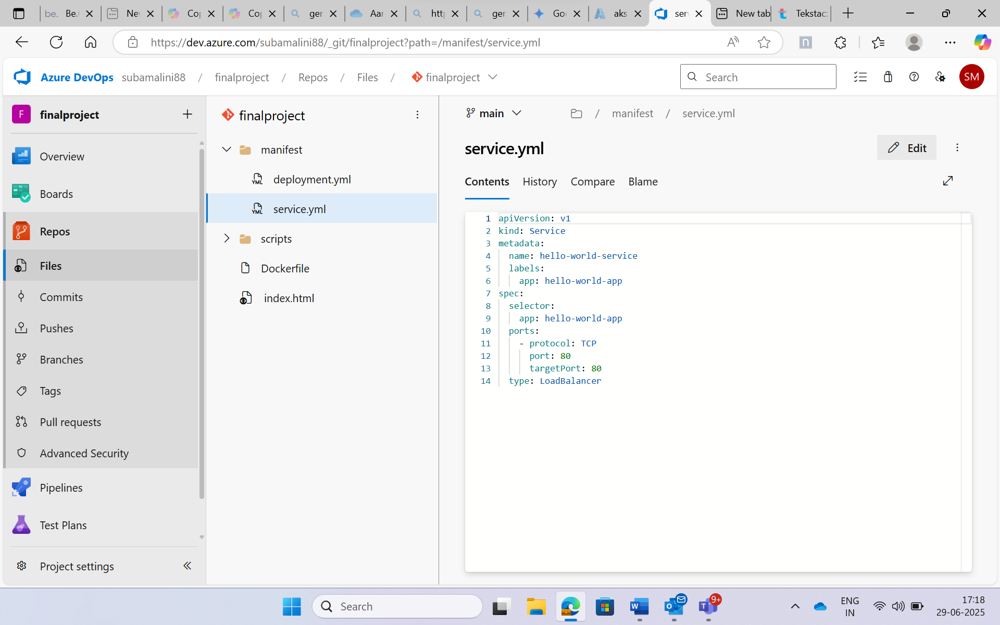 be. Be.
Ne
Co
Co
ger
Aar
http
ger
Go
aks
ser
New tab
Tekstac
https://dev.azure.com/subamalini88/_git/finalproject?path=/manifest/service.yml
Azure DevOps subamalini88 / finalproject / Repos / Files / finalproject
Search
SM
F finalproject
Overview
Boards
Repos
Files
Commits
Pushes
Branches
Tags
Pull requests
Advanced Security
Pipelines
Test Plans
Project settings
finalproject
manifest
deployment.yml
service.yml
scripts
Dockerfile
index.html
main
/ manifest / service.yml
service.yml
Edit
Contents History Compare Blame
1 apiVersion: v1
2 kind: Service
3 metadata:
4 name: hello-world-service
5 labels:
6 app: hello-world-app
7 spec:
8 selector:
9 app: hello-world-app
10 ports:
11 - protocol: TCP
12 port: 80
13 targetPort: 80
14 type: LoadBalancer
Search
9+
ENG
IN
17:18
29-06-2025